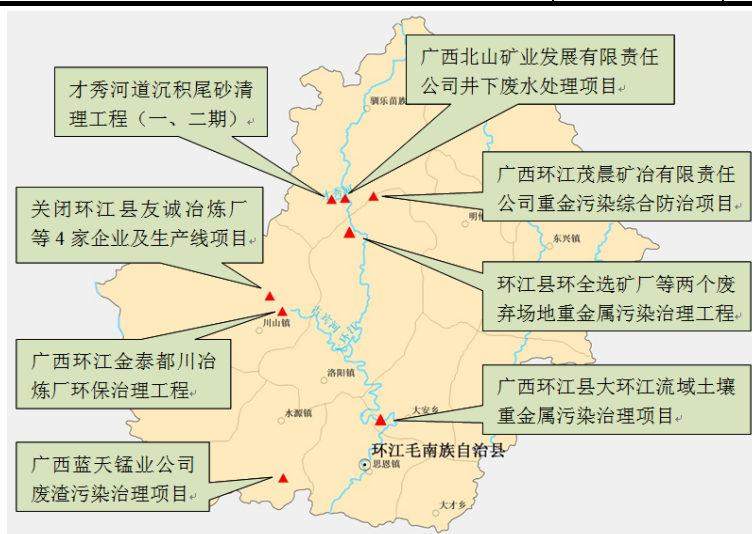 广西北山矿业发展有限责任
公司井下废水处理项目
才秀河道沉积尾砂清
理工程（一、二期）
驯乐苗族
广西环江茂晨矿冶有限责任
公司重金污染综合防治项目
关闭环江县友诚冶炼厂
等4家企业及生产线项目
明伦
东兴镇
环江县环全选矿厂等两个废
弃场地重金属污染治理工程
川山镇
环江
广西环江金泰都川冶
炼厂环保治理工程
洛阳镇
广西环江县大环江流域土壤
重金属污染治理项目
水源镇
大安乡
环江毛南族自治县
思恩镇
广西蓝天锰业公司
废渣污染治理项目
大才乡